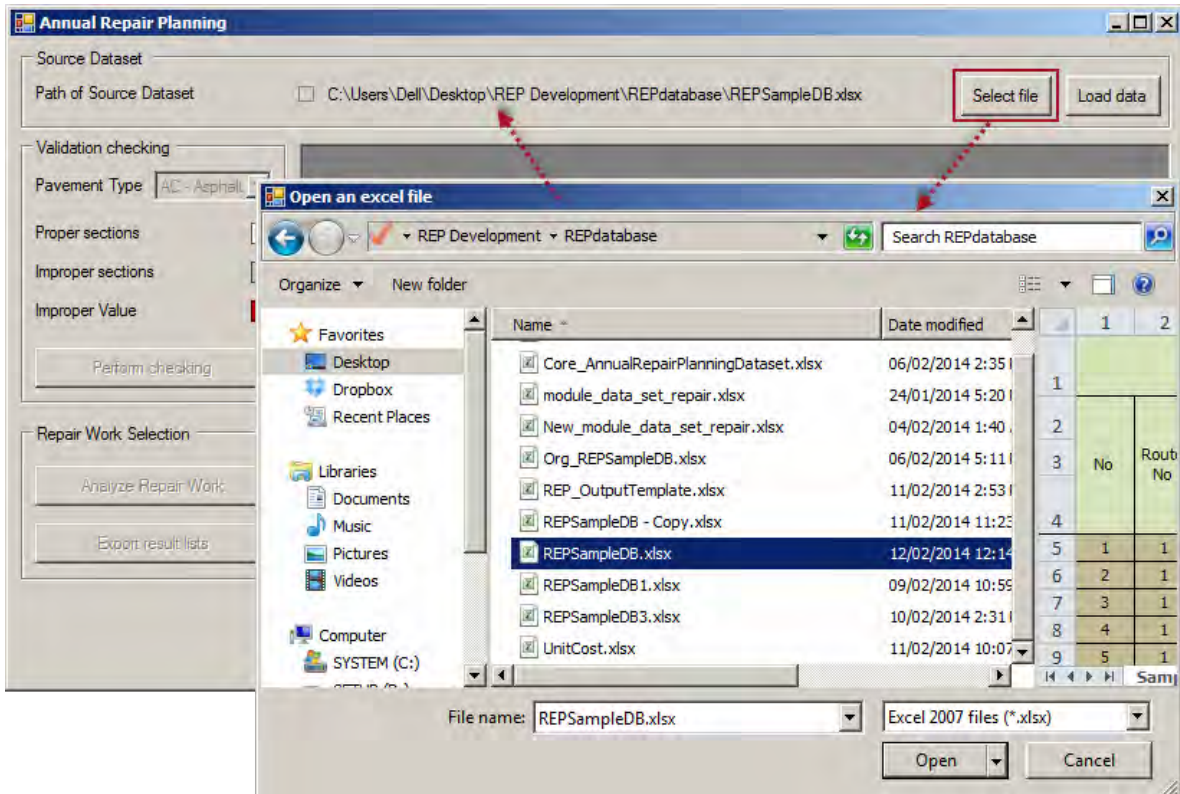 Annual Repair Planning
Source Dataset
Path of Source Dataset
C:\Users\Dell\Desktop\REP Development\REPdatabase\REPSampleDB.xlsx
Select file
Load data
Validation checking
Pavement Type
AC - Asphalt
Proper sections
Improper sections
Improper Value
Perform checking
Repair Work Selection
Analyze Repair Work
Export result lists
Open an excel file
REP Development
REPdatabase
Search REPdatabase
Organize
New folder
Favorites
Desktop
Dropbox
Recent Places
Libraries
Documents
Music
Pictures
Videos
Computer
SYSTEM (C:)
Name
Date modified
Core_AnnualRepairPlanningDataset.xlsx 06/02/2014 2:35
module_data_set_repair.xlsx 24/01/2014 5:20
New_module_data_set_repair.xlsx 04/02/2014 1:40
Org_REPSampleDB.xlsx 06/02/2014 5:11
REP_OutputTemplate.xlsx 11/02/2014 2:53
REPSampleDB - Copy.xlsx 11/02/2014 11:23
REPSampleDB.xlsx 12/02/2014 12:14
REPSampleDB1.xlsx 09/02/2014 10:59
REPSampleDB3.xlsx 10/02/2014 2:31
UnitCost.xlsx 11/02/2014 10:07
1 2
1
2
3
4
No
Rout
No
5 1 1
6 2 1
7 3 1
8 4 1
9 5 1
Samp
File name: REPSampleDB.xlsx
Excel 2007 files (*.xlsx)
Open
Cancel